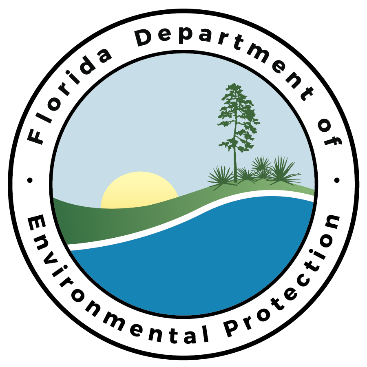 Florida Department of
Environmental Protection